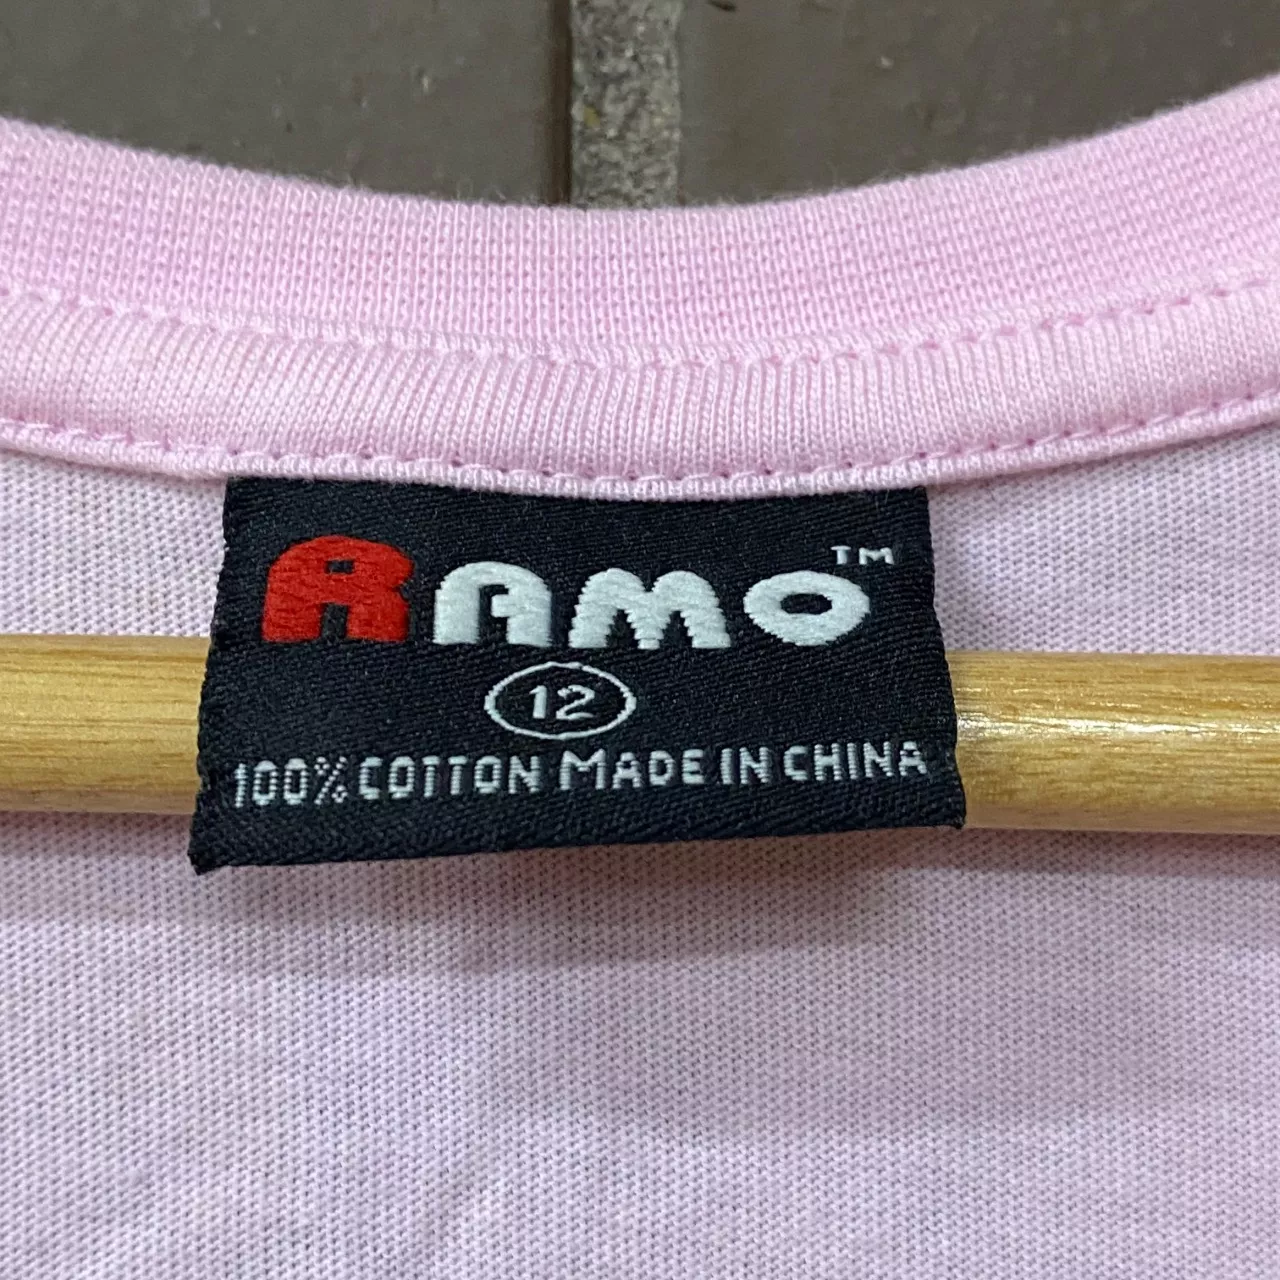 RAMO™
12
100% COTTON MADE IN CHINA